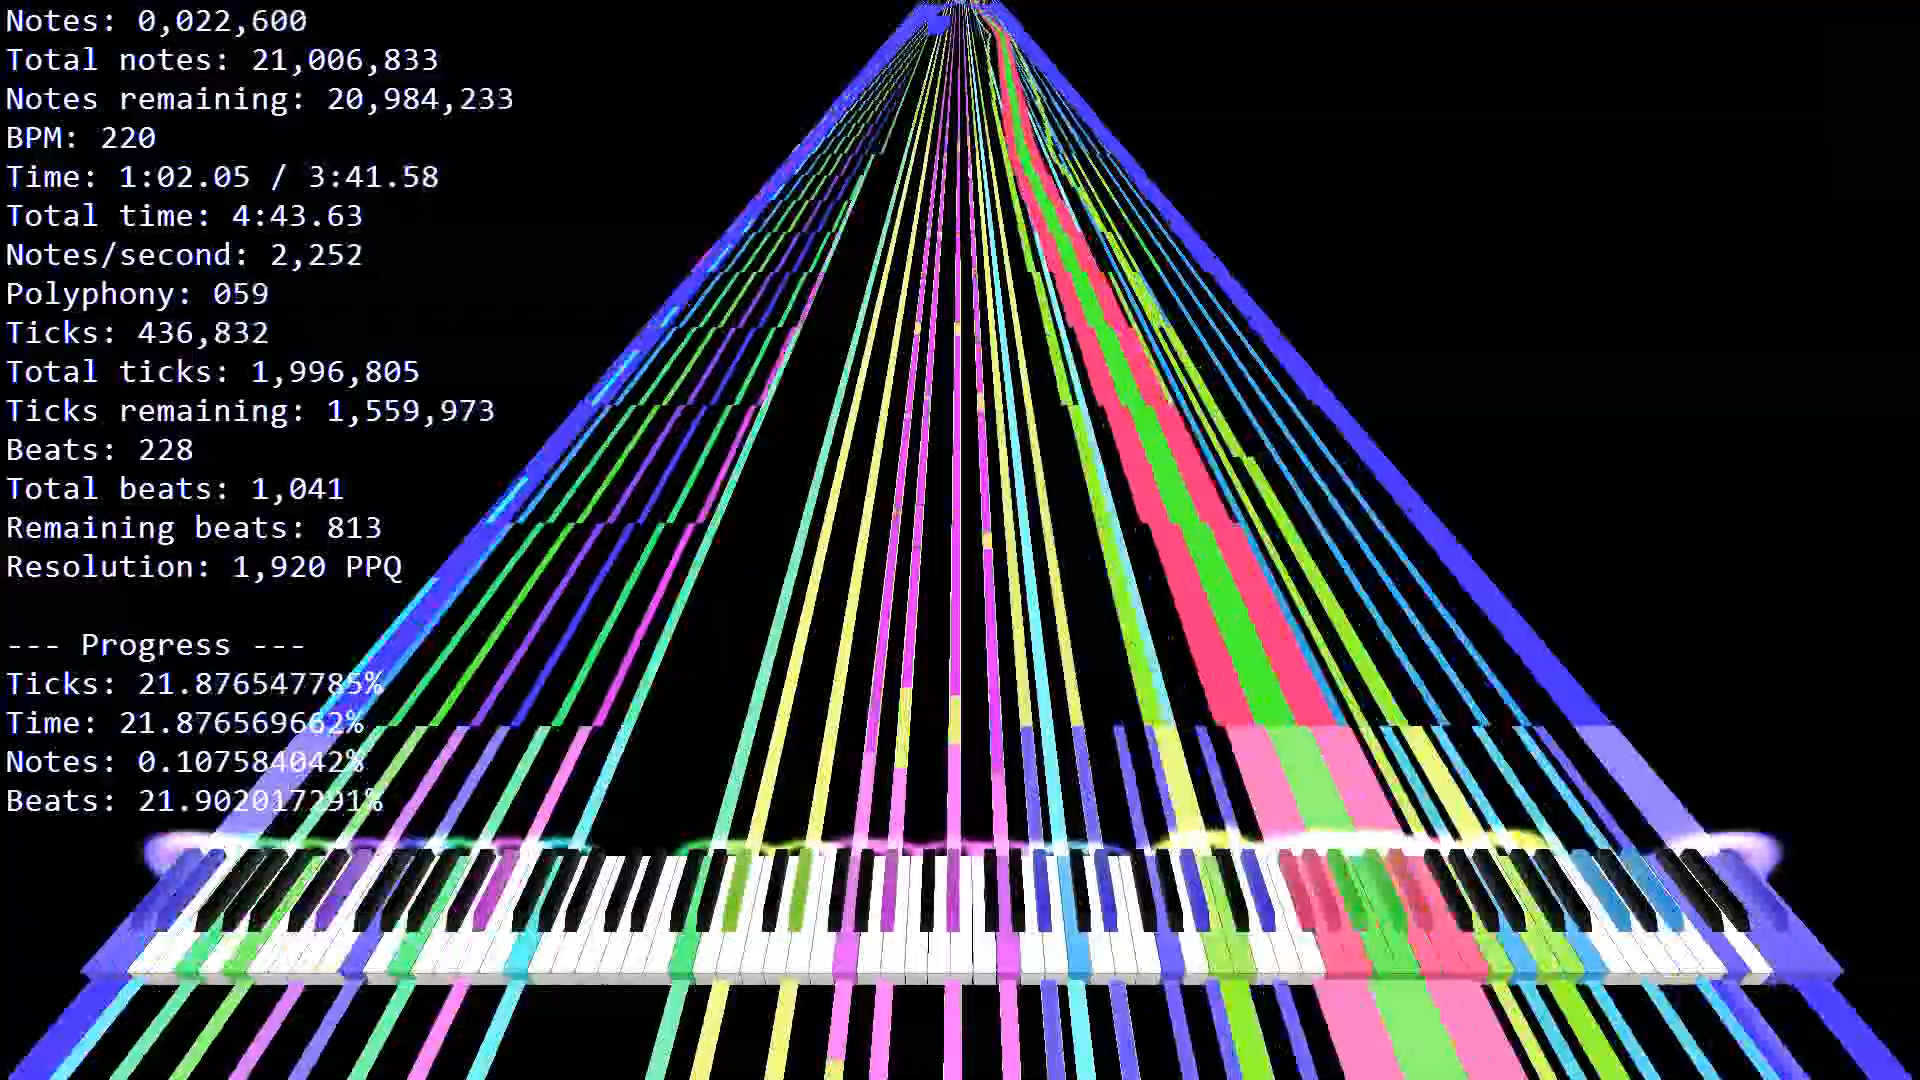 Notes: 0,022,600
Total notes: 21,006,833
Notes remaining: 20,984,233
BPM: 220
Time: 1:02.05 / 3:41.58
Total time: 4:43.63
Notes/second: 2,252
Polyphony: 059
Ticks: 436,832
Total ticks: 1,996,805
Ticks remaining: 1,559,973
Beats: 228
Total beats: 1,041
Remaining beats: 813
Resolution: 1,920 PPQ
--- Progress ---
Ticks: 21.876547785%
Time: 21.876569662%
Notes: 0.107584042%
Beats: 21.902017291%